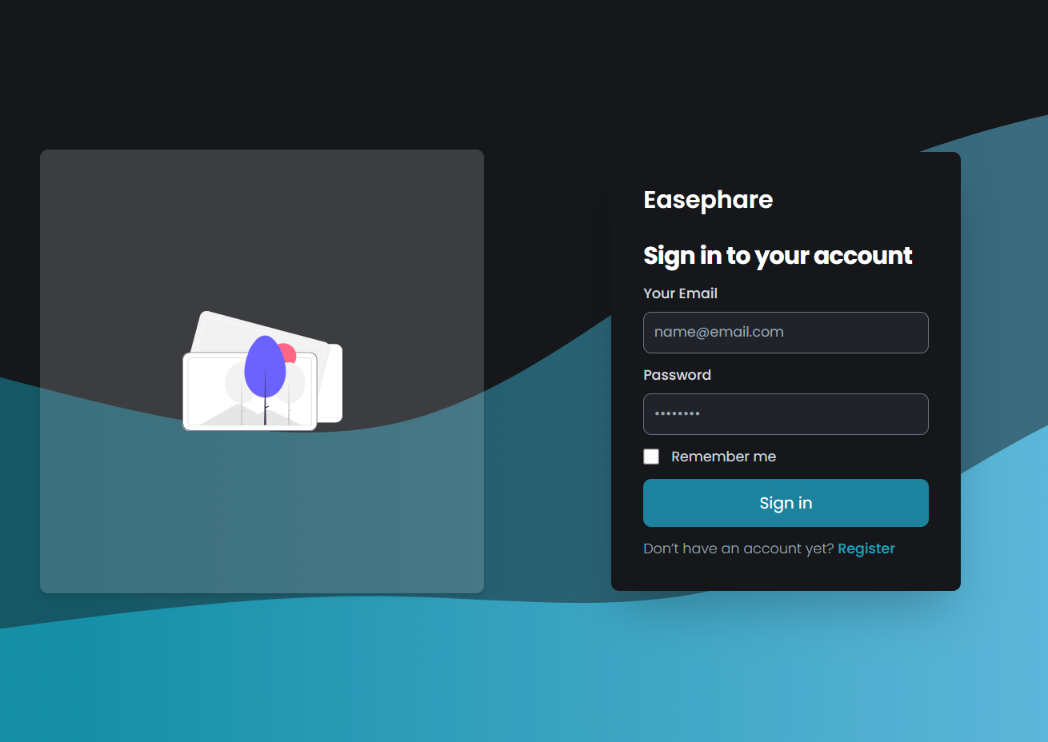 Easephare
Sign in to your account
Your Email
name@email.com
Password
••••••••
Remember me
Sign in
Don’t have an account yet? Register